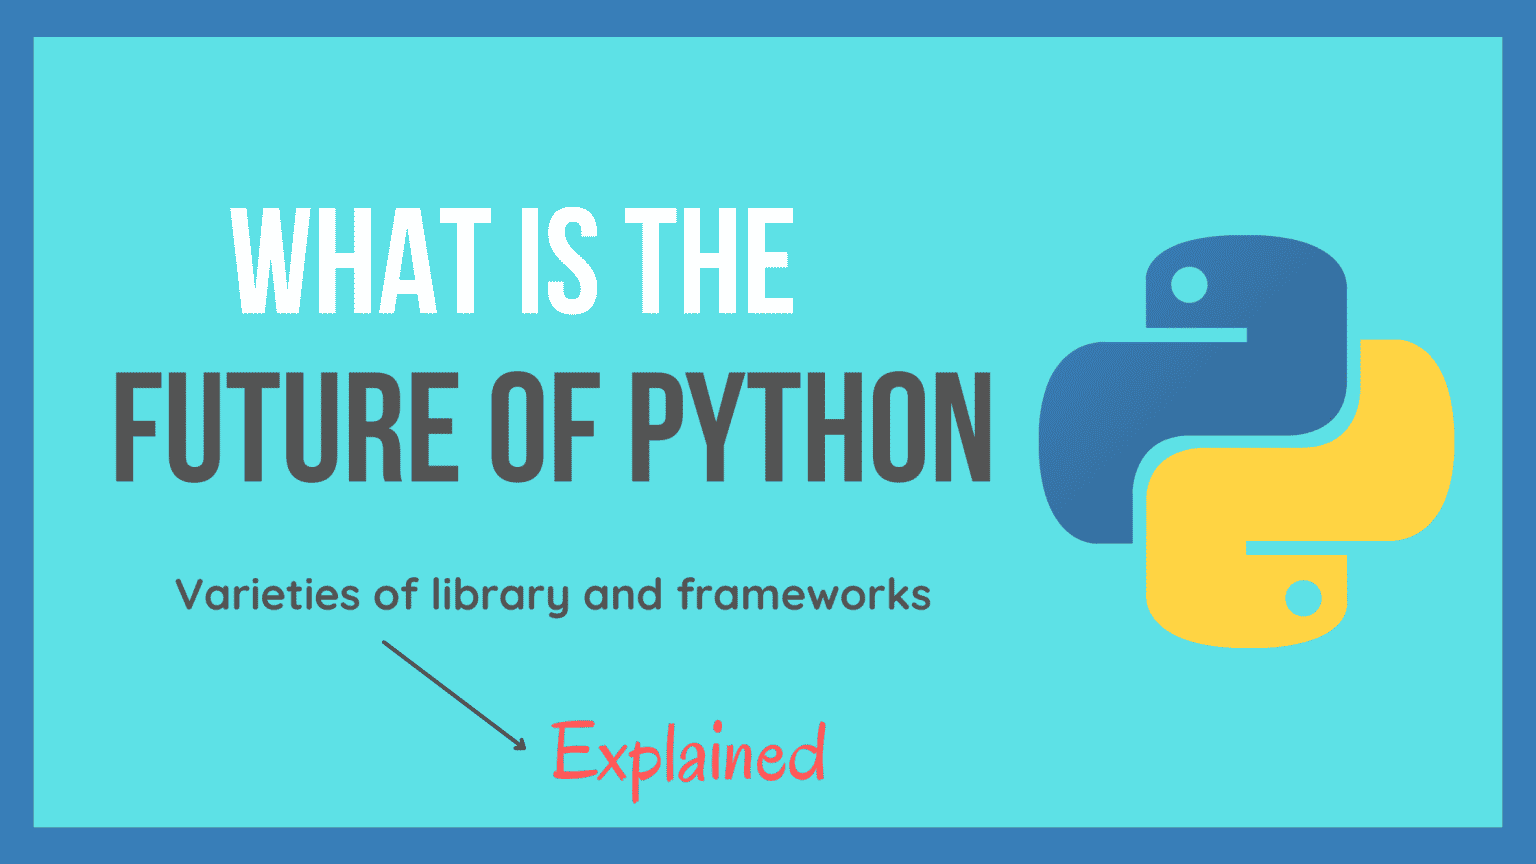 WHAT IS THE
FUTURE OF PYTHON
Varieties of library and frameworks
Explained